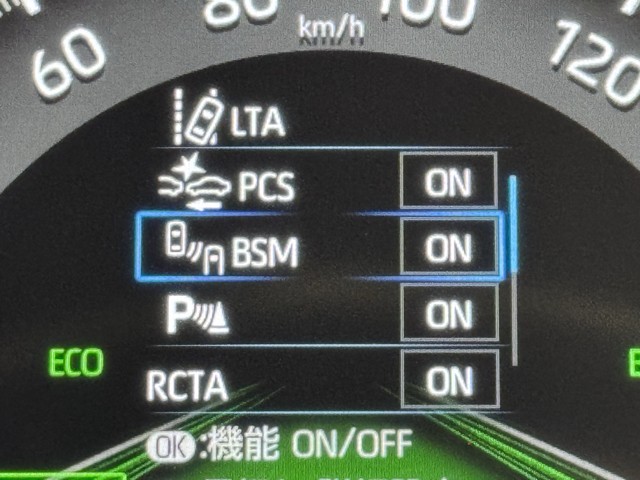 60 80 100 120
km/h
LTA
PCS ON
BSM ON
P ON
ECO
RCTA ON
OK :機能 ON/OFF